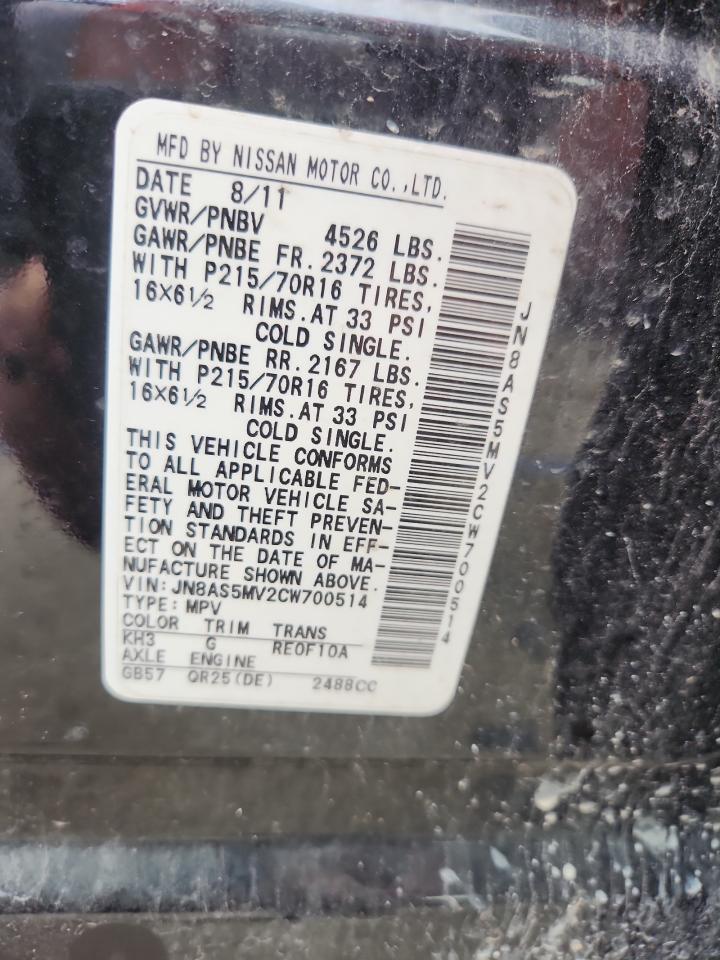 MFD BY NISSAN MOTOR CO.,LTD.
DATE 8/11
GVWR/PNBV 4526 LBS.
GAWR/PNBE FR. 2372 LBS.
WITH P215/70R16 TIRES,
16X6½ RIMS.AT 33 PSI
COLD SINGLE.
GAWR/PNBE RR. 2167 LBS.
WITH P215/70R16 TIRES,
16X6½ RIMS.AT 33 PSI
COLD SINGLE.
THIS VEHICLE CONFORMS
TO ALL APPLICABLE FED-
ERAL MOTOR VEHICLE SA-
FETY AND THEFT PREVEN-
TION STANDARDS IN EFF-
ECT ON THE DATE OF MA-
NUFACTURE SHOWN ABOVE.
VIN: JN8AS5MV2CW700514
TYPE: MPV
COLOR TRIM TRANS
KH3 G RE0F10A
AXLE ENGINE
GB57 QR25(DE) 2488CC
JN8AS5MV2CW700514